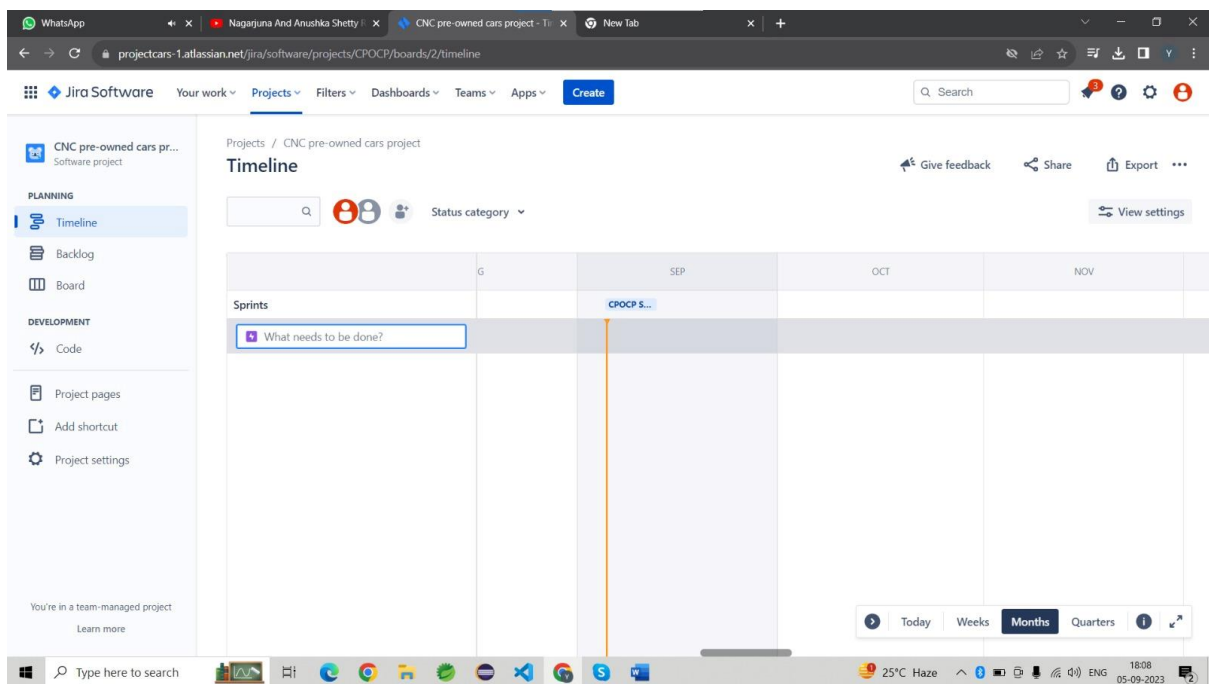 WhatsApp
Nagarjuna And Anushka Shetty
CNC pre-owned cars project - Ti
New Tab
projectcars-1.atlassian.net/jira/software/projects/CPOCP/boards/2/timeline
Y
Jira Software Your work Projects Filters Dashboards Teams Apps Create
Search
3
CNC pre-owned cars pr...
Software project
Projects / CNC pre-owned cars project
Timeline
Give feedback Share Export
PLANNING
Timeline
Backlog
Board
DEVELOPMENT
Code
Project pages
Add shortcut
Project settings
You're in a team-managed project
Learn more
Status category
View settings
G SEP OCT NOV
Sprints
CPOCP S...
What needs to be done?
Today Weeks Months Quarters
Type here to search
25°C Haze
ENG
18:08
05-09-2023
2